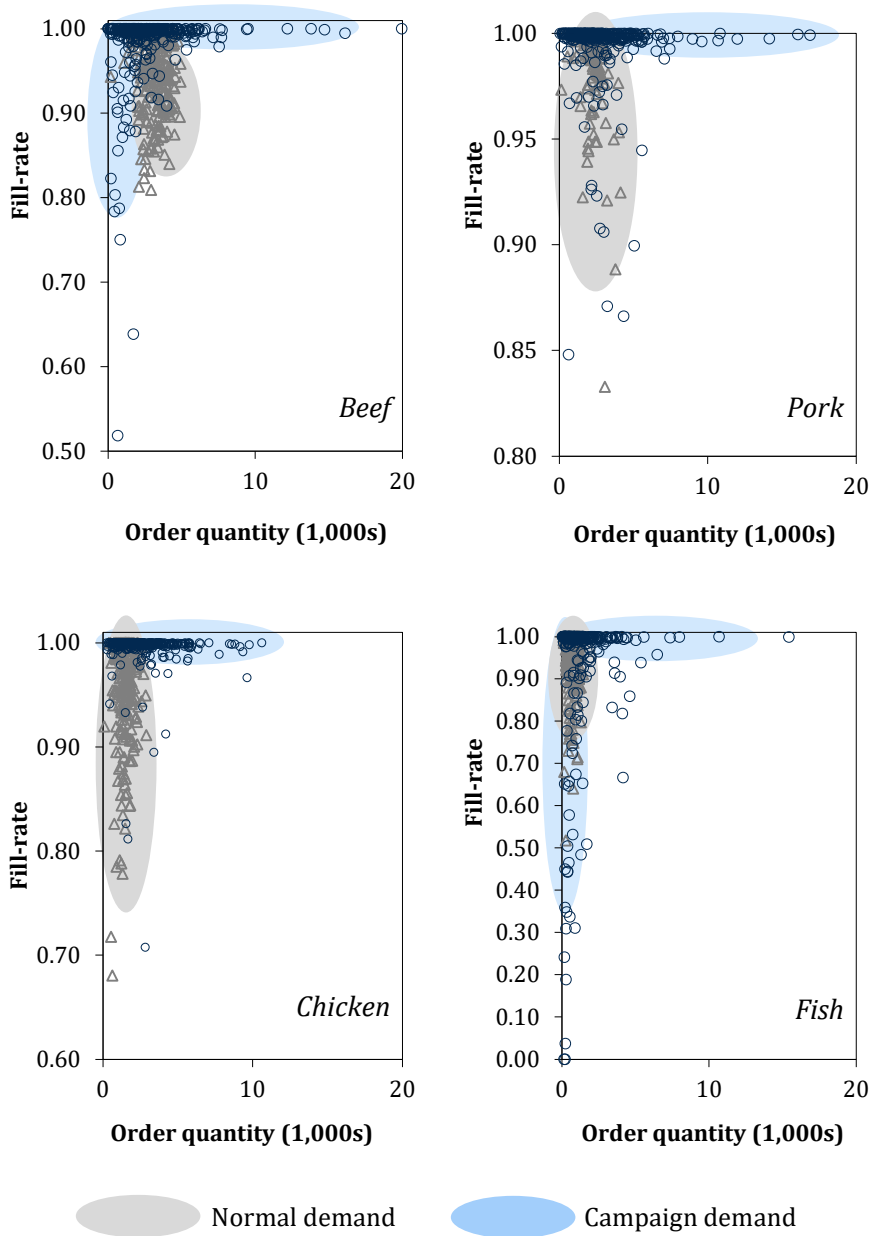 1.00
0.90
0.80
0.70
0.60
0.50
Fill-rate
Beef
0
10
20
Order quantity (1,000s)
1.00
0.95
0.90
0.85
0.80
Fill-rate
Pork
0
10
20
Order quantity (1,000s)
1.00
0.90
0.80
0.70
0.60
Fill-rate
Chicken
0
10
20
Order quantity (1,000s)
1.00
0.90
0.80
0.70
0.60
0.50
0.40
0.30
0.20
0.10
0.00
Fill-rate
Fish
0
10
20
Order quantity (1,000s)
Normal demand
Campaign demand